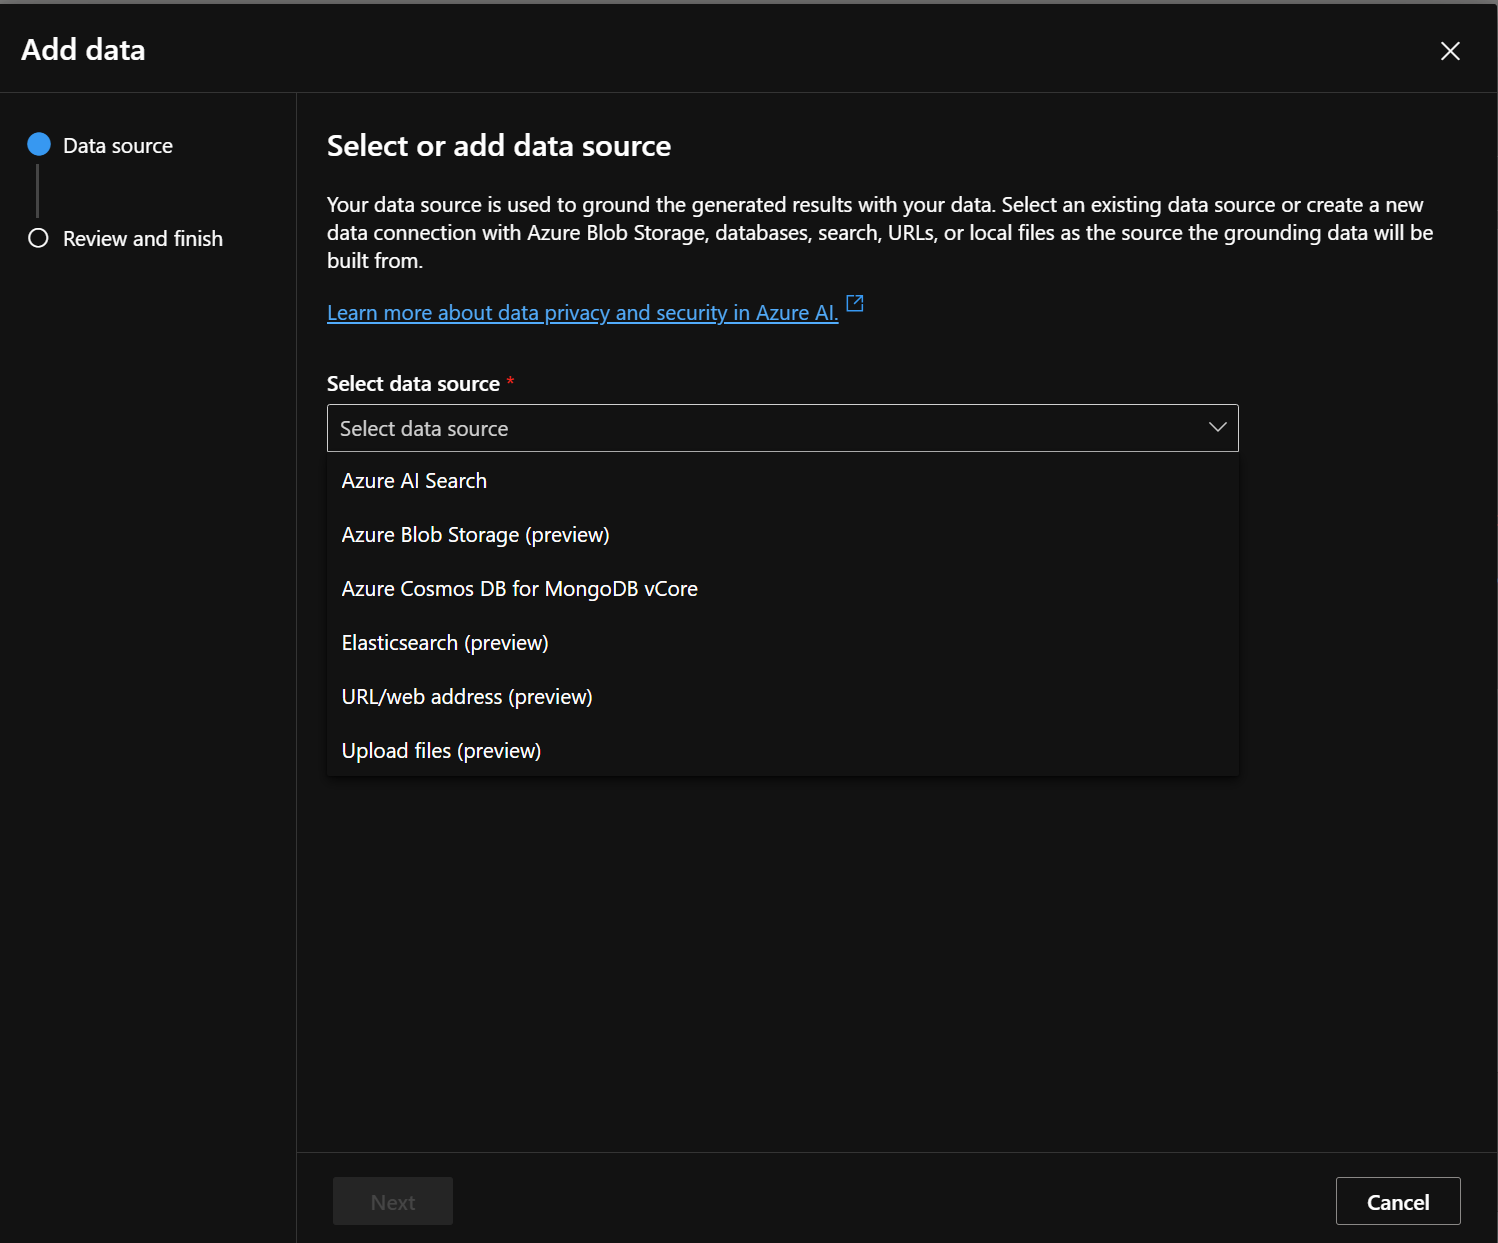 Add data
Data source
Review and finish
Select or add data source
Your data source is used to ground the generated results with your data. Select an existing data source or create a new
data connection with Azure Blob Storage, databases, search, URLs, or local files as the source the grounding data will be
built from.
Learn more about data privacy and security in Azure AI.
Select data source *
Select data source
Azure AI Search
Azure Blob Storage (preview)
Azure Cosmos DB for MongoDB vCore
Elasticsearch (preview)
URL/web address (preview)
Upload files (preview)
Next
Cancel